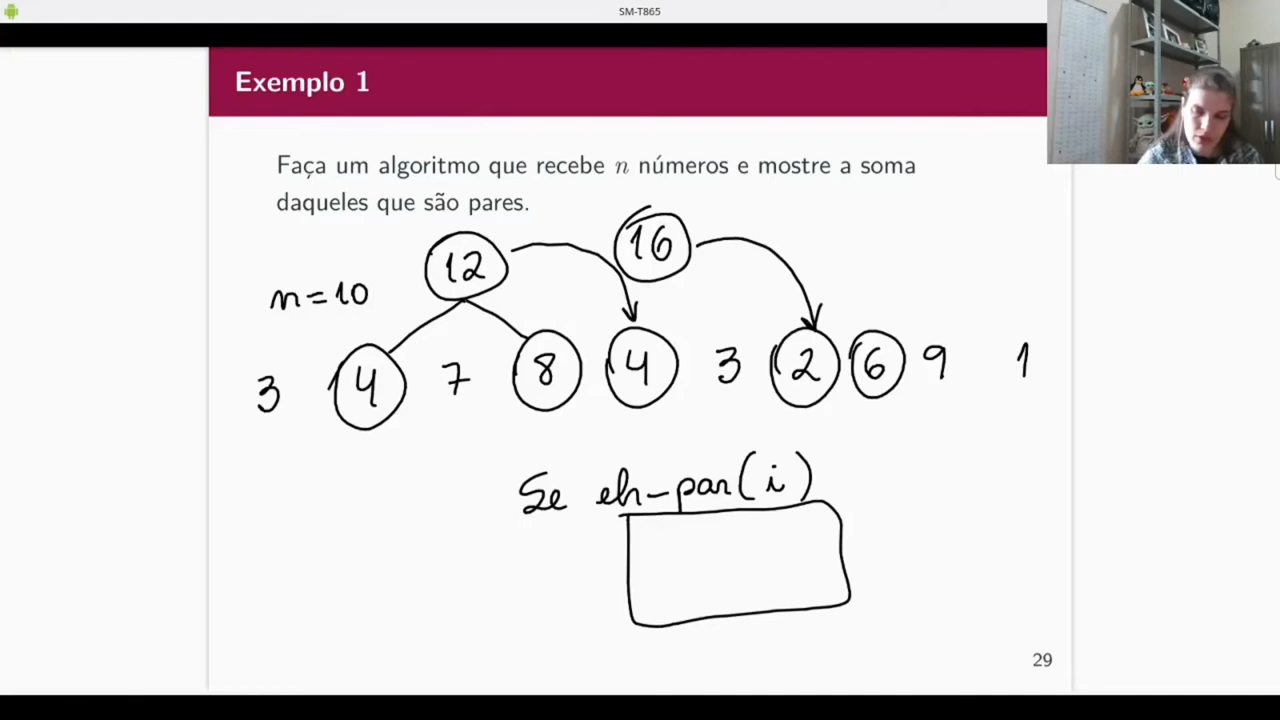 SM-T865
Exemplo 1
Faça um algoritmo que recebe n números e mostre a soma
daqueles que são pares.
12 16
n=10
3 4 7 8 4 3 2 6 9 1
Se eh-par(i)
29